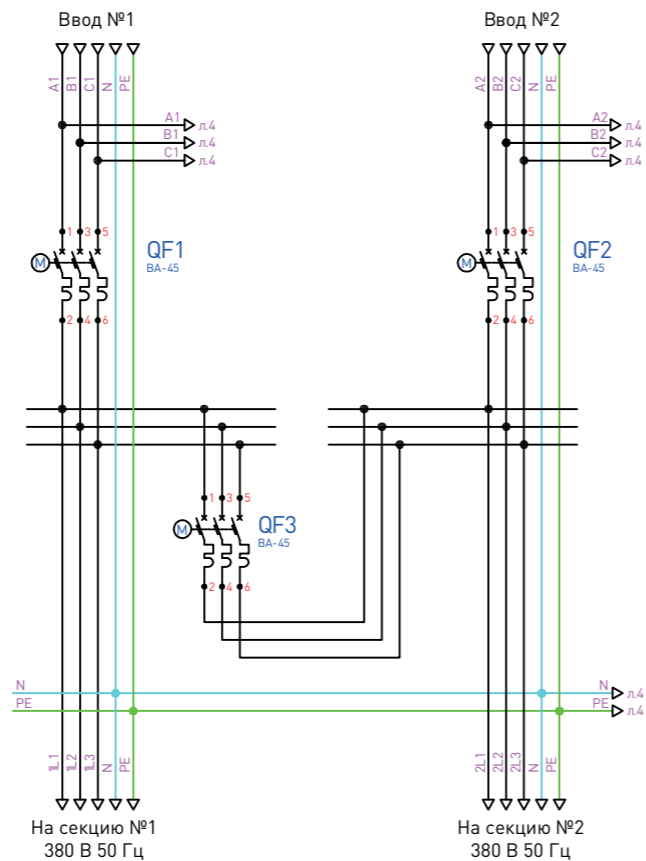 Ввод №1
Ввод №2
A1 B1 C1 N PE
A2 B2 C2 N PE
A1 л.4
B1 л.4
C1 л.4
A2 л.4
B2 л.4
C2 л.4
1 3 5
M
QF1
ВА-45
2 4 6
1 3 5
M
QF2
ВА-45
2 4 6
1 3 5
M
QF3
ВА-45
2 4 6
N
N л.4
PE
PE л.4
1L1 1L2 1L3 N PE
2L1 2L2 2L3 N PE
На секцию №1
380 В 50 Гц
На секцию №2
380 В 50 Гц